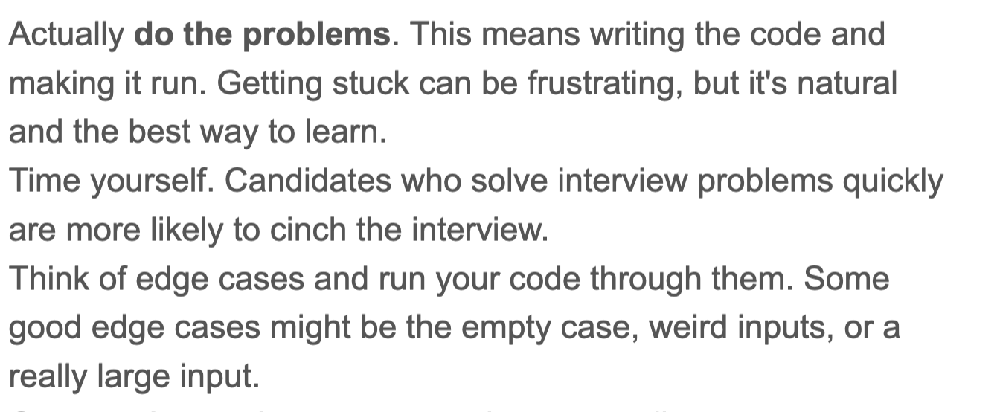 Actually do the problems. This means writing the code and
making it run. Getting stuck can be frustrating, but it's natural
and the best way to learn.
Time yourself. Candidates who solve interview problems quickly
are more likely to cinch the interview.
Think of edge cases and run your code through them. Some
good edge cases might be the empty case, weird inputs, or a
really large input.